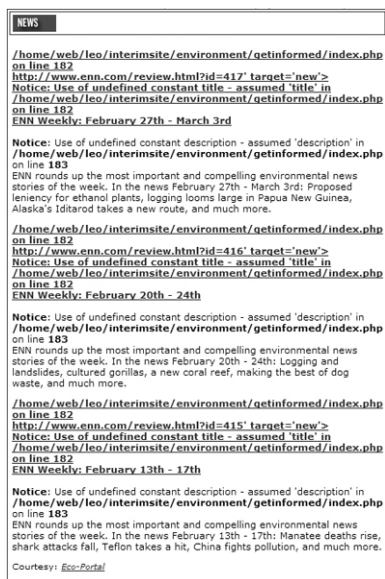 NEWS
/home/web/leo/interimsite/environment/getinformed/index.php
on line 182
http://www.enn.com/review.html?id=417' target='new'>
Notice: Use of undefined constant title - assumed 'title' in
/home/web/leo/interimsite/environment/getinformed/index.php
on line 182
ENN Weekly: February 27th - March 3rd
Notice: Use of undefined constant description - assumed 'description' in
/home/web/leo/interimsite/environment/getinformed/index.php
on line 183
ENN rounds up the most important and compelling environmental news
stories of the week. In the news February 27th - March 3rd: Proposed
leniency for ethanol plants, logging looms large in Papua New Guinea,
Alaska's Iditarod takes a new route, and much more.
/home/web/leo/interimsite/environment/getinformed/index.php
on line 182
http://www.enn.com/review.html?id=416' target='new'>
Notice: Use of undefined constant title - assumed 'title' in
/home/web/leo/interimsite/environment/getinformed/index.php
on line 182
ENN Weekly: February 20th - 24th
Notice: Use of undefined constant description - assumed 'description' in
/home/web/leo/interimsite/environment/getinformed/index.php
on line 183
ENN rounds up the most important and compelling environmental news
stories of the week. In the news February 20th - 24th: Logging and
landslides, cultured gorillas, a new coral reef, making the best of dog
waste, and much more.
/home/web/leo/interimsite/environment/getinformed/index.php
on line 182
http://www.enn.com/review.html?id=415' target='new'>
Notice: Use of undefined constant title - assumed 'title' in
/home/web/leo/interimsite/environment/getinformed/index.php
on line 182
ENN Weekly: February 13th - 17th
Notice: Use of undefined constant description - assumed 'description' in
/home/web/leo/interimsite/environment/getinformed/index.php
on line 183
ENN rounds up the most important and compelling environmental news
stories of the week. In the news February 13th - 17th: Manatee deaths rise,
shark attacks fall, Teflon takes a hit, China fights pollution, and much more.
Courtesy: Eco-Portal